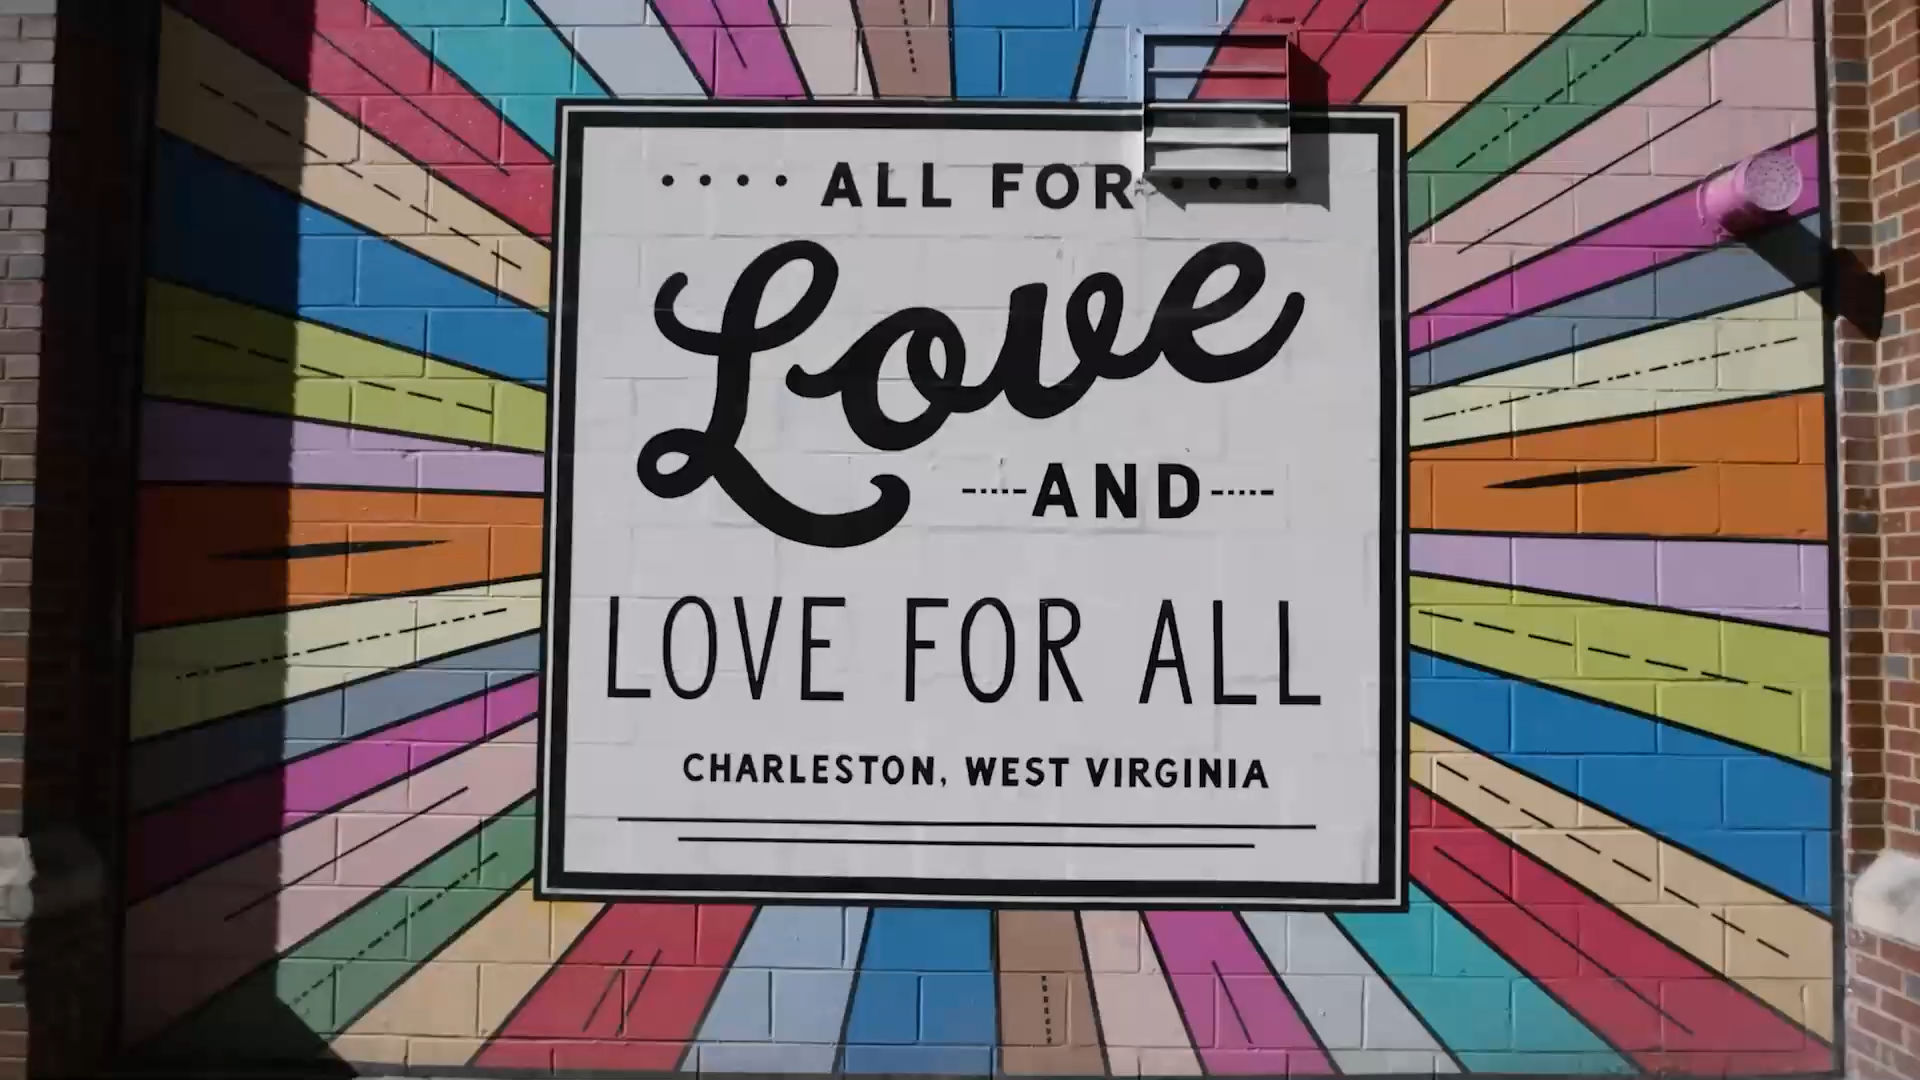 ALL FOR
Love
AND
LOVE FOR ALL
CHARLESTON, WEST VIRGINIA